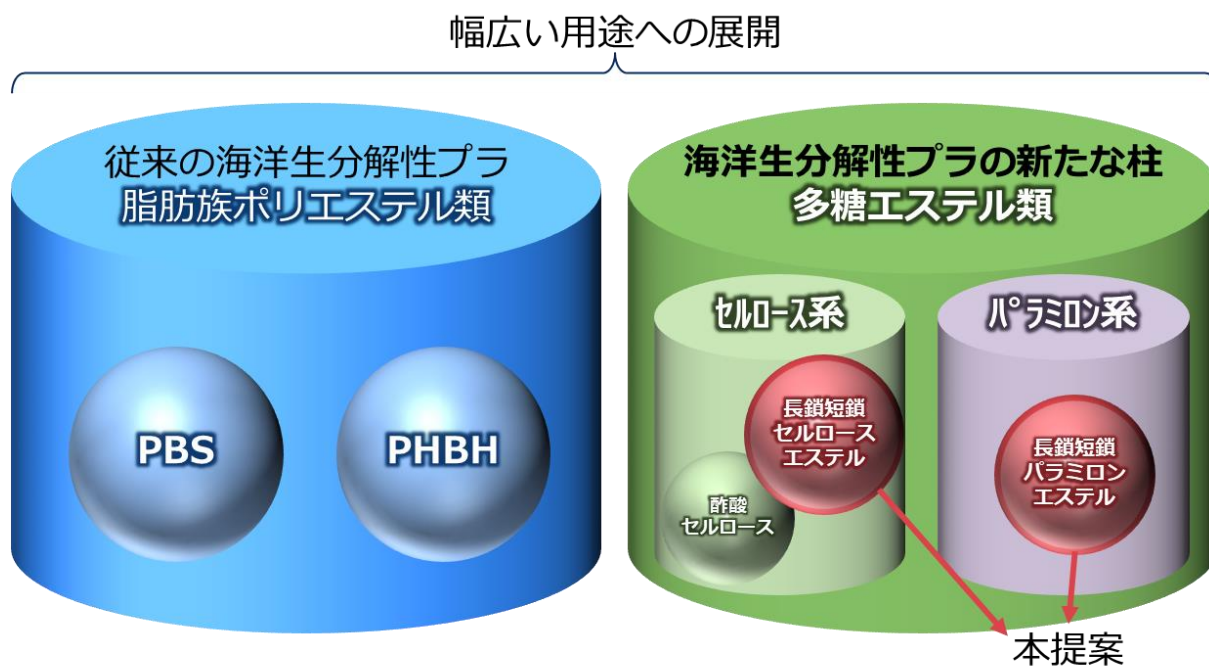 幅広い用途への展開
従来の海洋生分解性プラ
脂肪族ポリエステル類
海洋生分解性プラの新たな柱
多糖エステル類
ｾﾙﾛｰｽ系
ﾊﾟﾗﾐﾛﾝ系
PBS
PHBH
長鎖短鎖
セルロース
エステル
酢酸
セルロース
長鎖短鎖
パラミロン
エステル
本提案